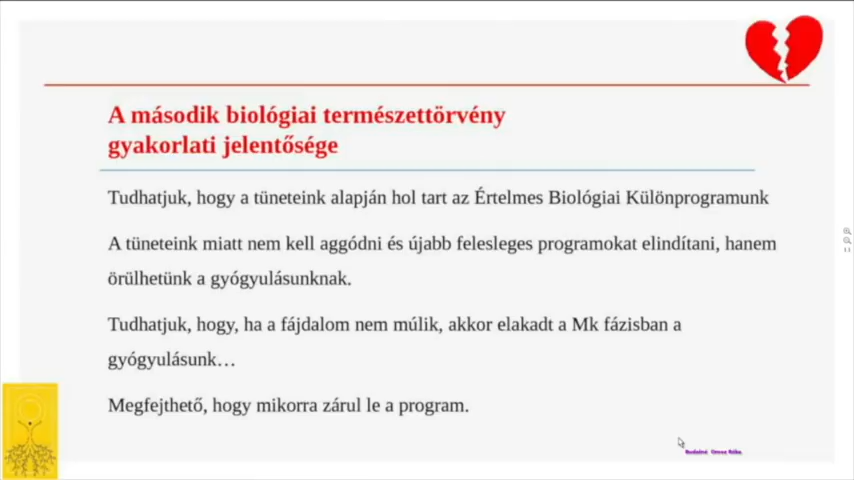 A második biológiai természettörvény
gyakorlati jelentősége
Tudhatjuk, hogy a tüneteink alapján hol tart az Értelmes Biológiai Különprogramunk
A tüneteink miatt nem kell aggódni és újabb felesleges programokat elindítani, hanem
örülhetünk a gyógyulásunknak.
Tudhatjuk, hogy, ha a fájdalom nem múlik, akkor elakadt a Mk fázisban a
gyógyulásunk…
Megfejthető, hogy mikorra zárul le a program.